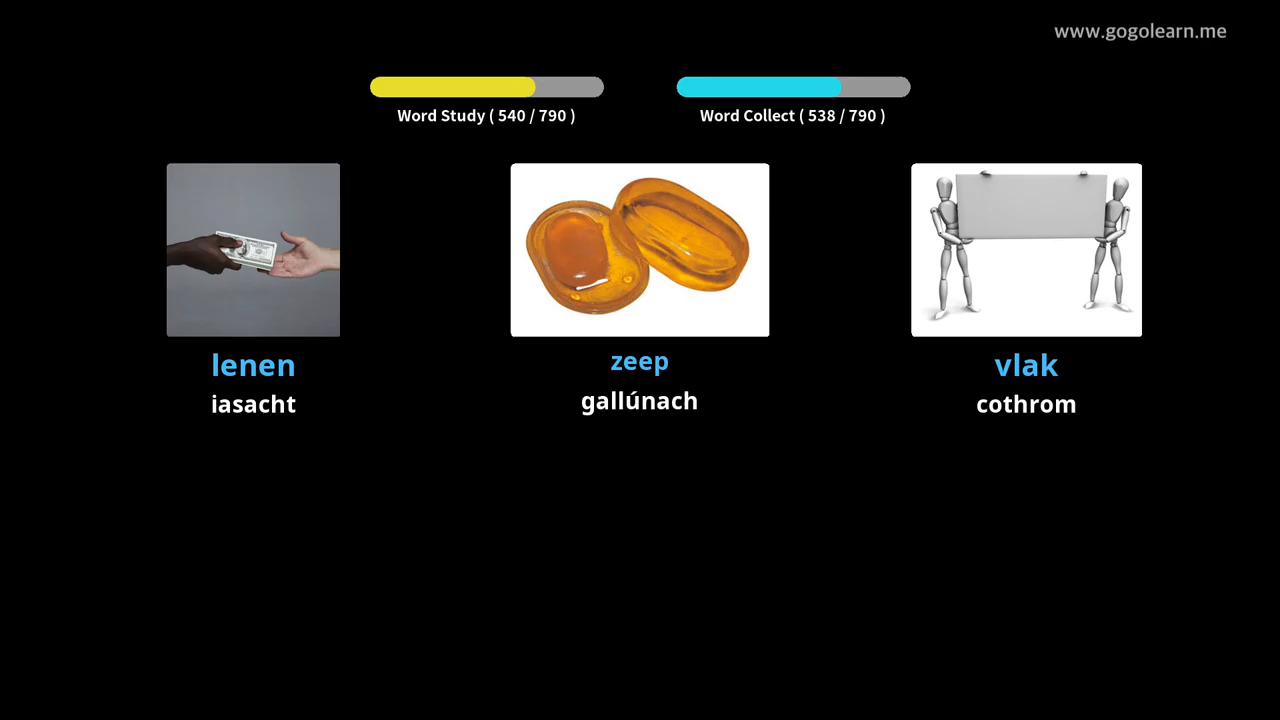 www.gogolearn.me
Word Study ( 540 / 790 )
Word Collect ( 538 / 790 )
lenen
iasacht
zeep
gallúnach
vlak
cothrom